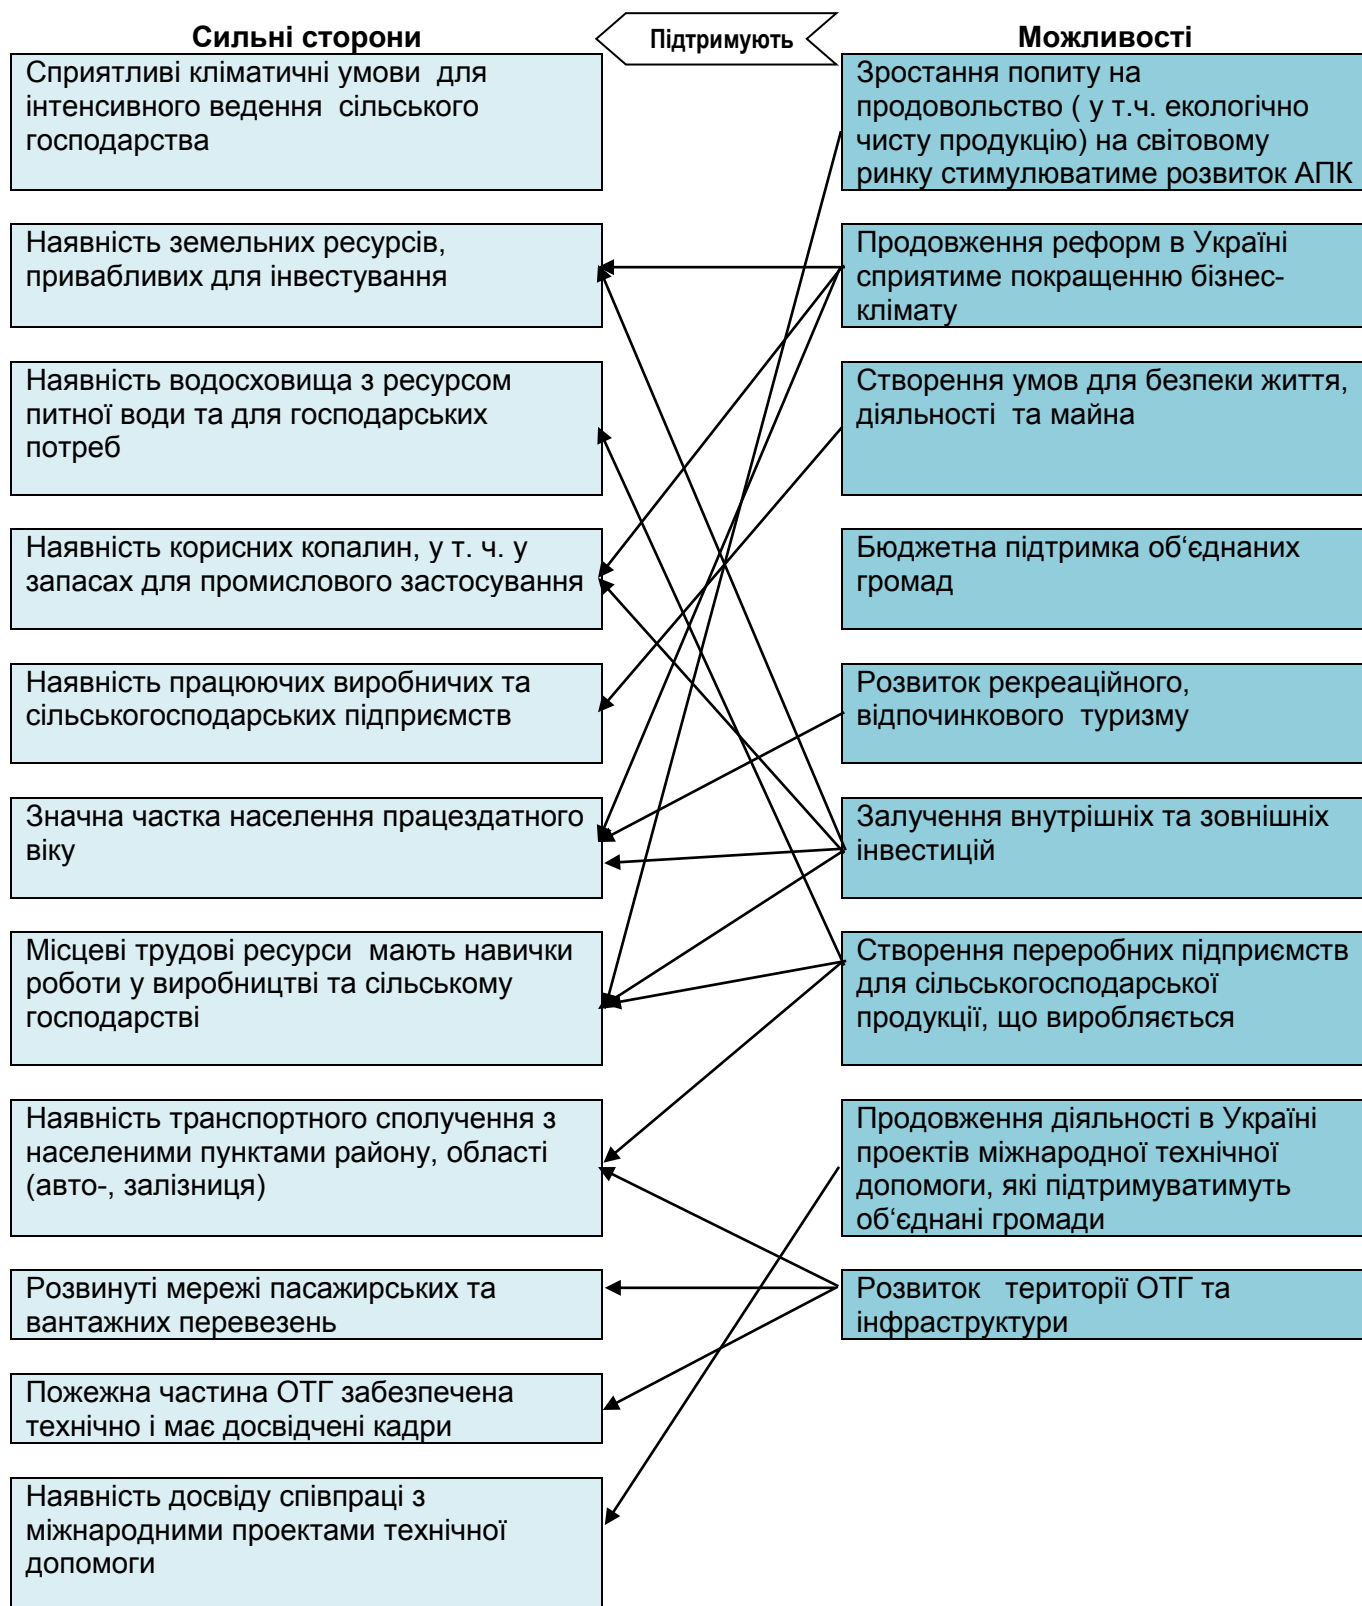 Сильні сторони
Підтримують
Можливості
Сприятливі кліматичні умови для
інтенсивного ведення сільського
господарства
Наявність земельних ресурсів,
привабливих для інвестування
Наявність водосховища з ресурсом
питної води та для господарських
потреб
Наявність корисних копалин, у т. ч. у
запасах для промислового застосування
Наявність працюючих виробничих та
сільськогосподарських підприємств
Значна частка населення працездатного
віку
Місцеві трудові ресурси мають навички
роботи у виробництві та сільському
господарстві
Наявність транспортного сполучення з
населеними пунктами району, області
(авто-, залізниця)
Розвинуті мережі пасажирських та
вантажних перевезень
Пожежна частина ОТГ забезпечена
технічно і має досвідчені кадри
Наявність досвіду співпраці з
міжнародними проектами технічної
допомоги
Зростання попиту на
продовольство ( у т.ч. екологічно
чисту продукцію) на світовому
ринку стимулюватиме розвиток АПК
Продовження реформ в Україні
сприятиме покращенню бізнес-
клімату
Створення умов для безпеки життя,
діяльності та майна
Бюджетна підтримка об‘єднаних
громад
Розвиток рекреаційного,
відпочинкового туризму
Залучення внутрішніх та зовнішніх
інвестицій
Створення переробних підприємств
для сільськогосподарської
продукції, що виробляється
Продовження діяльності в Україні
проектів міжнародної технічної
допомоги, які підтримуватимуть
об‘єднані громади
Розвиток території ОТГ та
інфраструктури